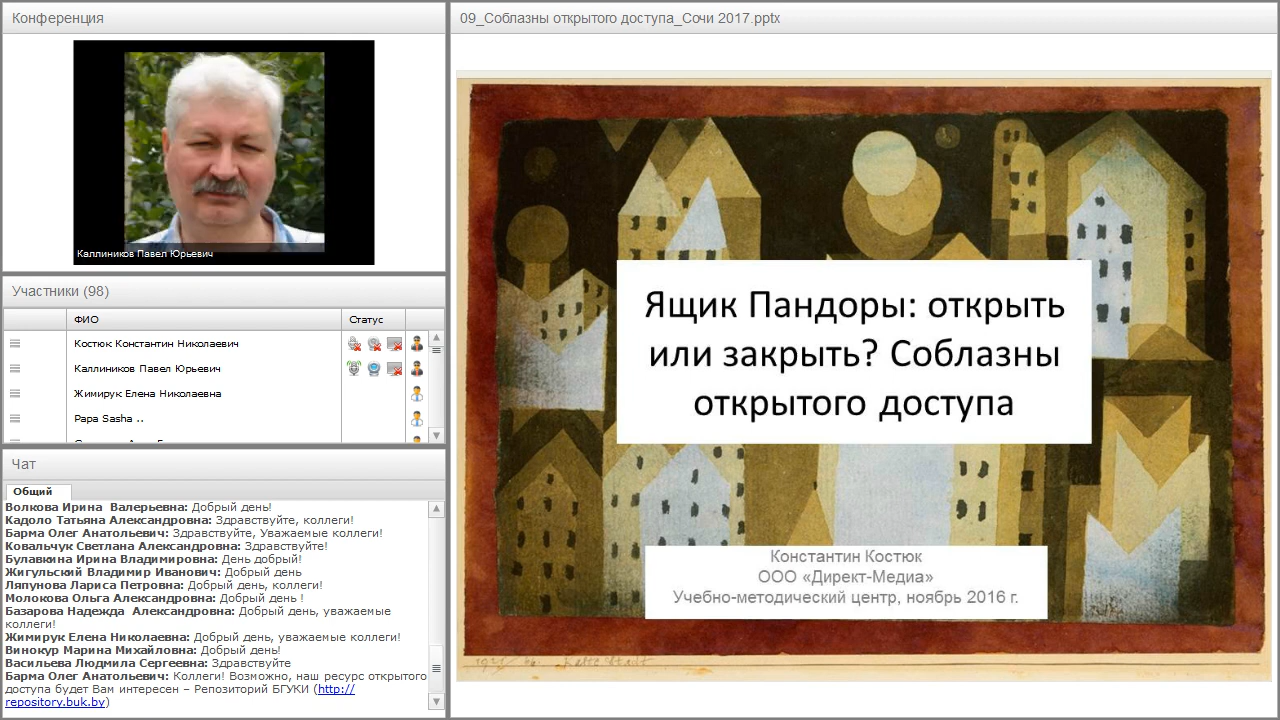 Конференция
Каллиников Павел Юрьевич
Участники (98)
ФИО
Статус
Костюк Константин Николаевич
Каллиников Павел Юрьевич
Жимирук Елена Николаевна
Papa Sasha ..
Чат
Общий
Волкова Ирина Валерьевна: Добрый день!
Кадоло Татьяна Александровна: Здравствуйте, коллеги!
Барма Олег Анатольевич: Здравствуйте, Уважаемые коллеги!
Ковальчук Светлана Александровна: Здравствуйте!
Булавкина Ирина Владимировна: День добрый!
Жигульский Владимир Иванович: Добрый день
Ляпунова Лариса Петровна: Добрый день, коллеги!
Молокова Ольга Александровна: Добрый день !
Базарова Надежда Александровна: Добрый день, уважаемые
коллеги!
Жимирук Елена Николаевна: Добрый день, уважаемые коллеги!
Винокур Марина Михайловна: Добрый день!
Васильева Людмила Сергеевна: Здравствуйте
Барма Олег Анатольевич: Коллеги! Возможно, наш ресурс открытого
доступа будет Вам интересен – Репозиторий БГУКИ (http://
repository.buk.by)
09_Соблазны открытого доступа_Сочи 2017.pptx
Ящик Пандоры: открыть
или закрыть? Соблазны
открытого доступа
Константин Костюк
ООО «Директ-Медиа»
Учебно-методический центр, ноябрь 2016 г.